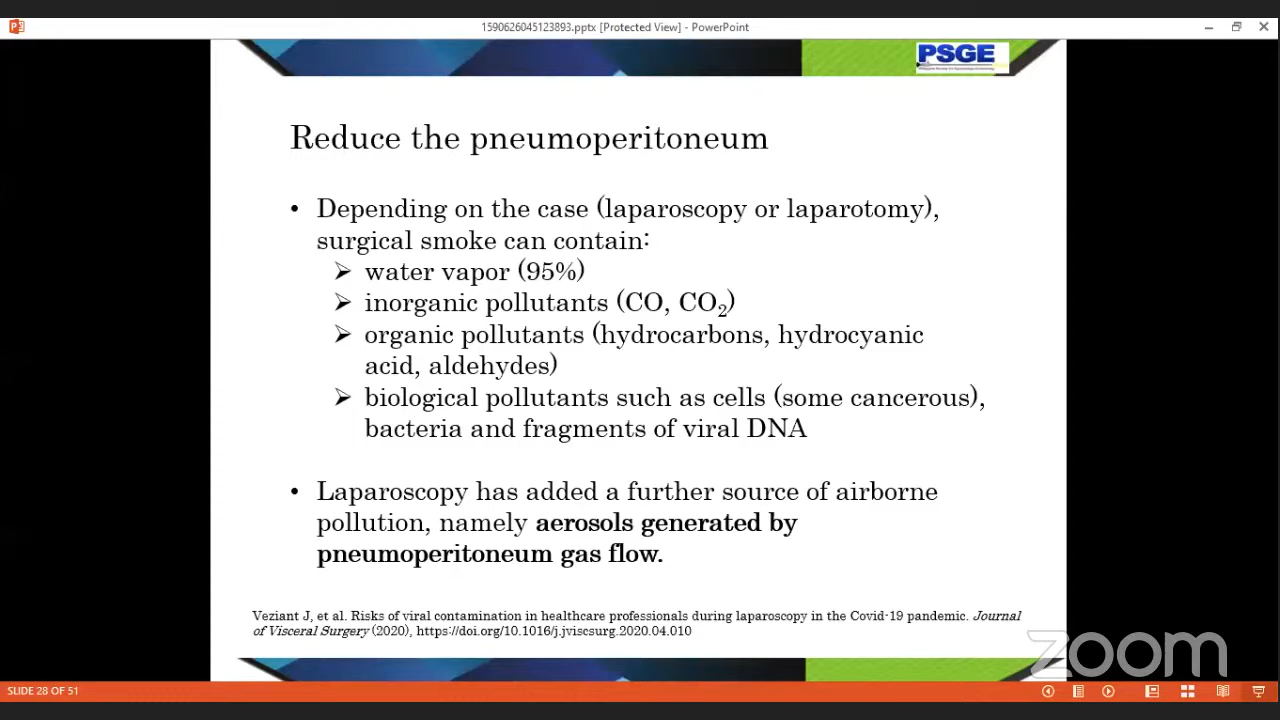 1590626045123893.pptx [Protected View] - PowerPoint
PSGE
Reduce the pneumoperitoneum
• Depending on the case (laparoscopy or laparotomy),
surgical smoke can contain:
➢ water vapor (95%)
➢ inorganic pollutants (CO, CO₂)
➢ organic pollutants (hydrocarbons, hydrocyanic
acid, aldehydes)
➢ biological pollutants such as cells (some cancerous),
bacteria and fragments of viral DNA
• Laparoscopy has added a further source of airborne
pollution, namely aerosols generated by
pneumoperitoneum gas flow.
Veziant J, et al. Risks of viral contamination in healthcare professionals during laparoscopy in the Covid-19 pandemic. Journal
of Visceral Surgery (2020), https://doi.org/10.1016/j.jviscsurg.2020.04.010
zoom
SLIDE 28 OF 51